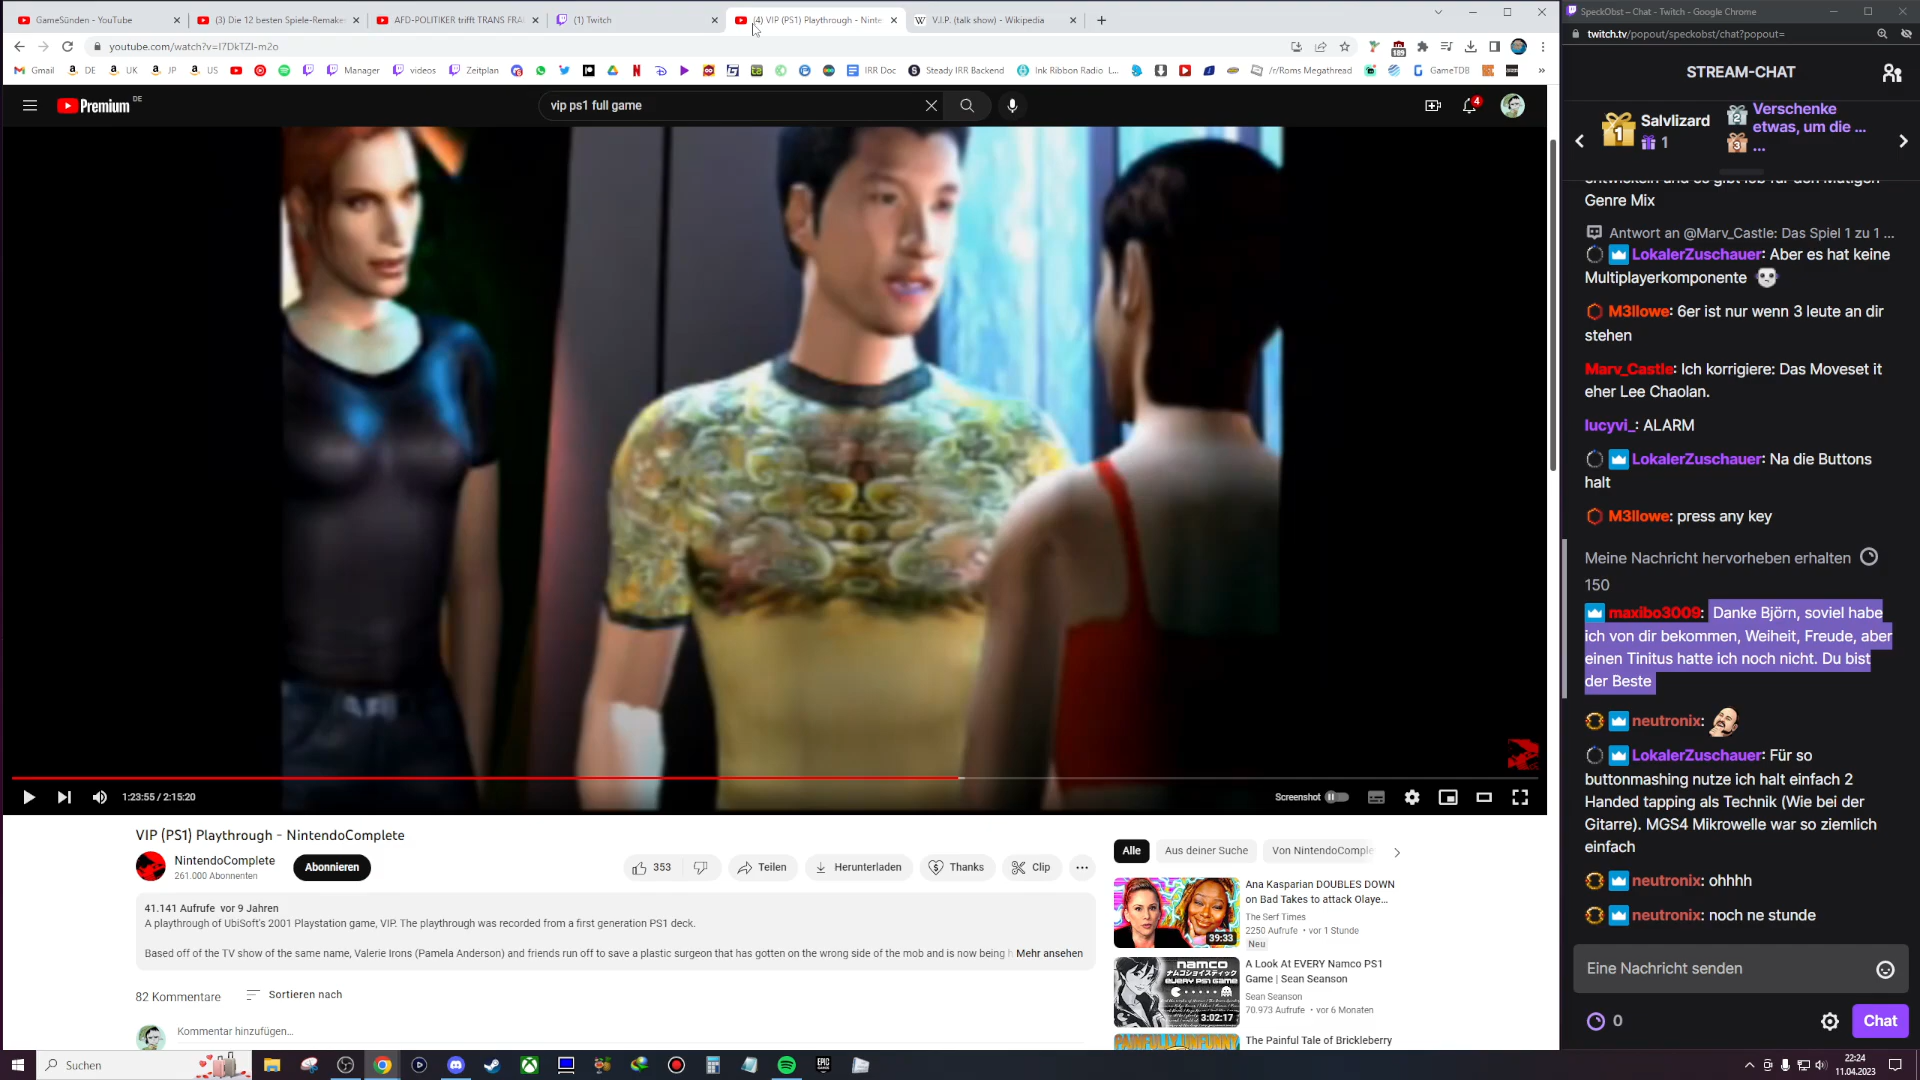 GameSünden - YouTube
(3) Die 12 besten Spiele-Remake
AFD-POLITIKER trifft TRANS FRA
(1) Twitch
(4) VIP (PS1) Playthrough - Ninte
V.I.P. (talk show) - Wikipedia
SpeckObst – Chat - Twitch - Google Chrome
youtube.com/watch?v=I7DkTZI-m2o
twitch.tv/popout/speckobst/chat?popout=
Gmail
DE
UK
JP
US
Manager
videos
Zeitplan
IRR Doc
Steady IRR Backend
Ink Ribbon Radio L...
/r/Roms Megathread
GameTDB
Premium DE
vip ps1 full game
4
STREAM-CHAT
1
Salvlizard
1
2
3
Verschenke
etwas, um die ...
...
Genre Mix
Antwort an @Marv_Castle: Das Spiel 1 zu 1 ...
LokalerZuschauer: Aber es hat keine
Multiplayerkomponente
M3llowe: 6er ist nur wenn 3 leute an dir
stehen
Marv_Castle: Ich korrigiere: Das Moveset it
eher Lee Chaolan.
lucyvi_: ALARM
LokalerZuschauer: Na die Buttons
halt
M3llowe: press any key
Meine Nachricht hervorheben erhalten
150
maxibo3009: Danke Björn, soviel habe
ich von dir bekommen, Weiheit, Freude, aber
einen Tinitus hatte ich noch nicht. Du bist
der Beste
neutronix:
LokalerZuschauer: Für so
buttonmashing nutze ich halt einfach 2
Handed tapping als Technik (Wie bei der
Gitarre). MGS4 Mikrowelle war so ziemlich
einfach
neutronix: ohhhh
neutronix: noch ne stunde
Eine Nachricht senden
0
Chat
1:23:55 / 2:15:20
Screenshot
VIP (PS1) Playthrough - NintendoComplete
NintendoComplete
261.000 Abonnenten
Abonnieren
353
Teilen
Herunterladen
Thanks
Clip
41.141 Aufrufe vor 9 Jahren
A playthrough of UbiSoft's 2001 Playstation game, VIP. The playthrough was recorded from a first generation PS1 deck.
Based off of the TV show of the same name, Valerie Irons (Pamela Anderson) and friends run off to save a plastic surgeon that has gotten on the wrong side of the mob and is now being h Mehr ansehen
82 Kommentare
Sortieren nach
Kommentar hinzufügen...
Alle
Aus deiner Suche
Von NintendoComple
Ana Kasparian DOUBLES DOWN
on Bad Takes to attack Olaye...
The Serf Times
2250 Aufrufe • vor 1 Stunde
Neu
39:33
A Look At EVERY Namco PS1
Game | Sean Seanson
Sean Seanson
70.973 Aufrufe • vor 6 Monaten
namco
EVERY PS1 GAME
3:02:17
The Painful Tale of Brickleberry
PAINFULLY UNFUNNY
Suchen
22:24
11.04.2023